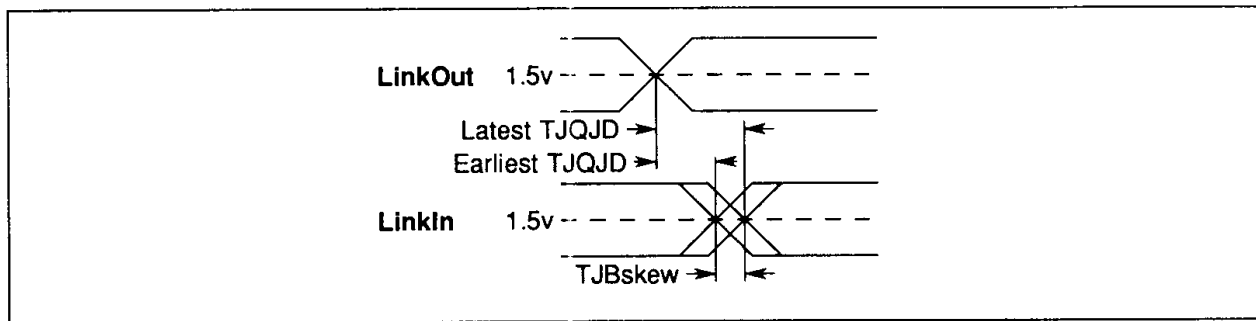 LinkOut 1.5v
Latest TJQJD
Earliest TJQJD
LinkIn 1.5v
TJBskew